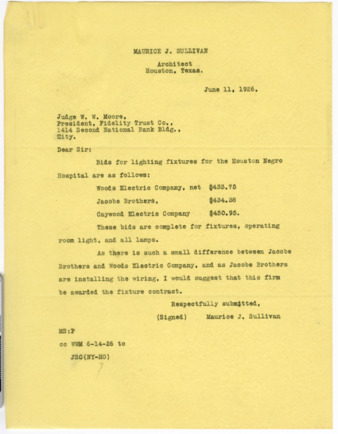 MAURICE J. SULLIVAN
Architect
Houston, Texas.
June 11, 1926.
Judge W. W. Moore,
President, Fidelity Trust Co.,
1414 Second National Bank Bldg.,
City.
Dear Sir:
Bids for lighting fixtures for the Houston Negro
Hospital are as follows:
Woods Electric Company, net $433.75
Jacobe Brothers, $434.38
Caywood Electric Company $450.95.
These bids are complete for fixtures, operating
room light, and all lamps.
As there is such a small difference between Jacobe
Brothers and Woods Electric Company, and as Jacobe Brothers
are installing the wiring, I would suggest that this firm
be awarded the fixture contract.
Respectfully submitted,
(Signed) Maurice J. Sullivan
MS:P
cc WWM 6-14-26 to
JSC(NY-HO)